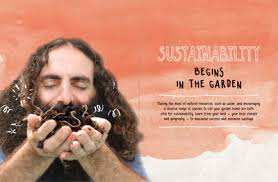 SUSTAINABILITY
BEGINS
IN THE GARDEN
Making the most of natural resources, such as water, and encouraging
a diverse range of species to call your garden home are both
vital for sustainability. Learn from your land – your local climate
and geography – to maximise success and minimise wastage